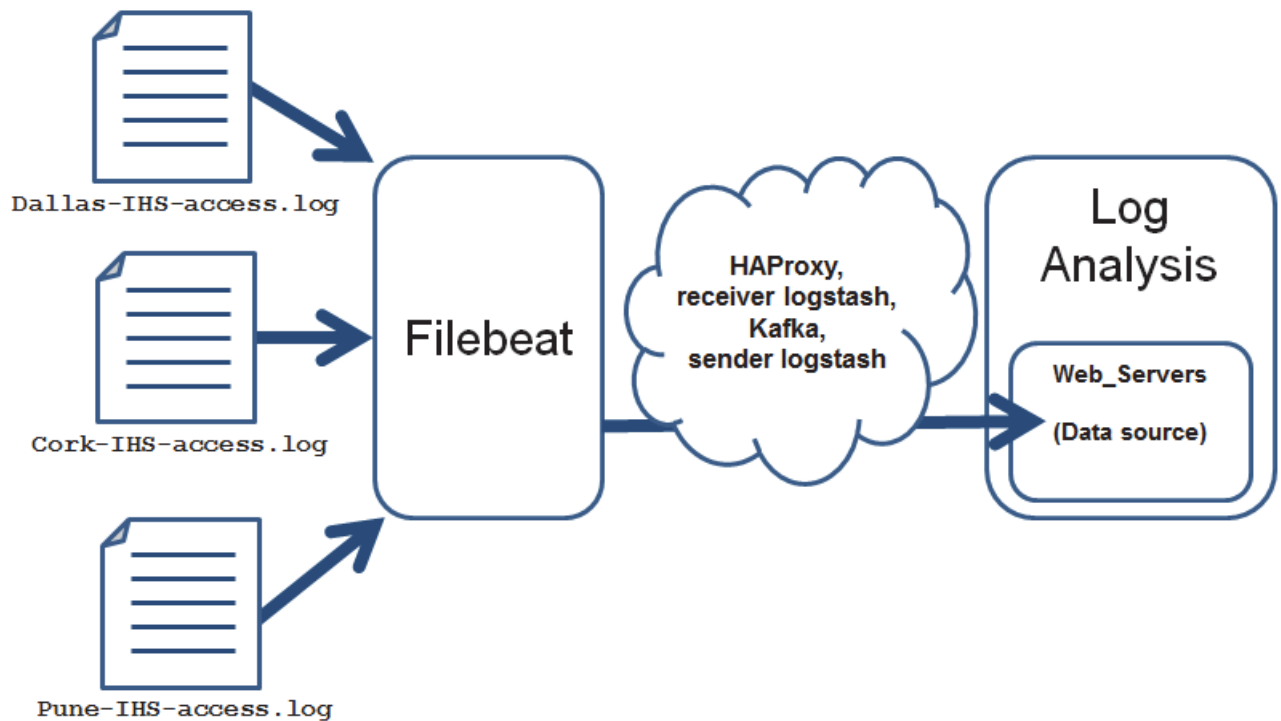 Dallas-IHS-access.log
Cork-IHS-access.log
Pune-IHS-access.log
Filebeat
HAProxy,
receiver logstash,
Kafka,
sender logstash
Log
Analysis
Web_Servers
(Data source)